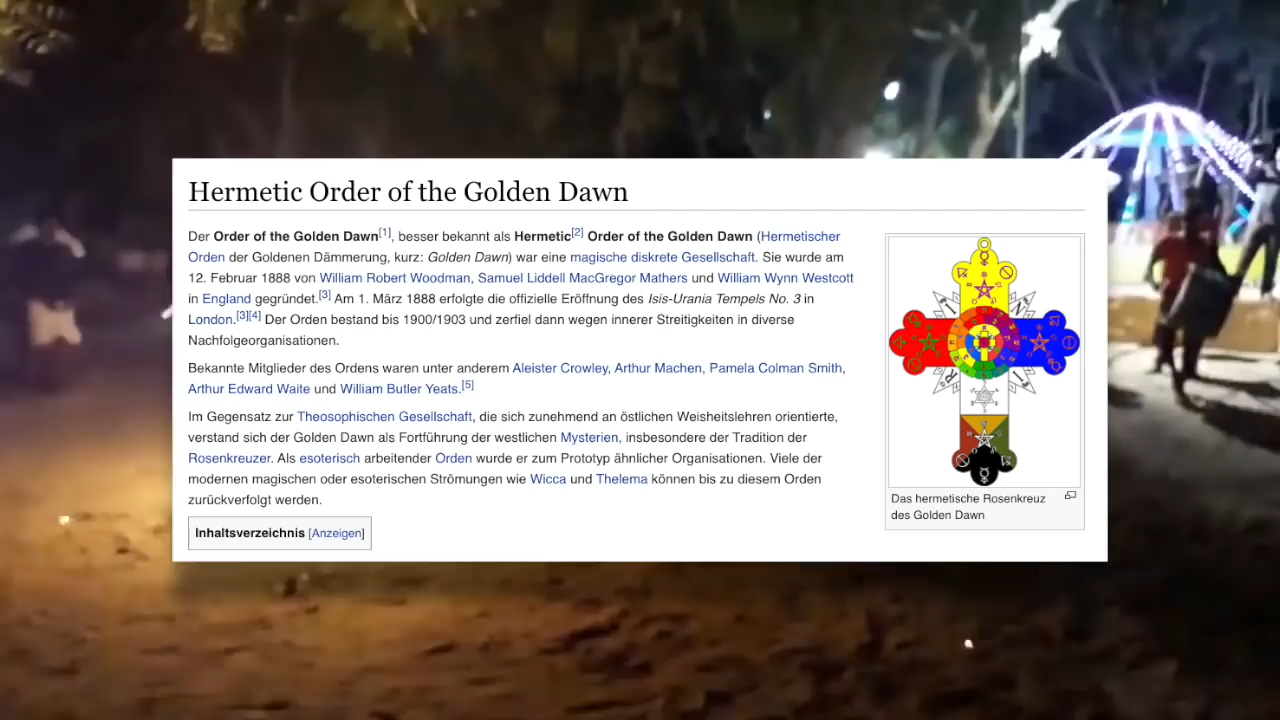 Hermetic Order of the Golden Dawn
Der Order of the Golden Dawn[1], besser bekannt als Hermetic[2] Order of the Golden Dawn (Hermetischer
Orden der Goldenen Dämmerung, kurz: Golden Dawn) war eine magische diskrete Gesellschaft. Sie wurde am
12. Februar 1888 von William Robert Woodman, Samuel Liddell MacGregor Mathers und William Wynn Westcott
in England gegründet.[3] Am 1. März 1888 erfolgte die offizielle Eröffnung des Isis-Urania Tempels No. 3 in
London.[3][4] Der Orden bestand bis 1900/1903 und zerfiel dann wegen innerer Streitigkeiten in diverse
Nachfolgeorganisationen.
Bekannte Mitglieder des Ordens waren unter anderem Aleister Crowley, Arthur Machen, Pamela Colman Smith,
Arthur Edward Waite und William Butler Yeats.[5]
Im Gegensatz zur Theosophischen Gesellschaft, die sich zunehmend an östlichen Weisheitslehren orientierte,
verstand sich der Golden Dawn als Fortführung der westlichen Mysterien, insbesondere der Tradition der
Rosenkreuzer. Als esoterisch arbeitender Orden wurde er zum Prototyp ähnlicher Organisationen. Viele der
modernen magischen oder esoterischen Strömungen wie Wicca und Thelema können bis zu diesem Orden
zurückverfolgt werden.
Inhaltsverzeichnis [Anzeigen]
Das hermetische Rosenkreuz
des Golden Dawn